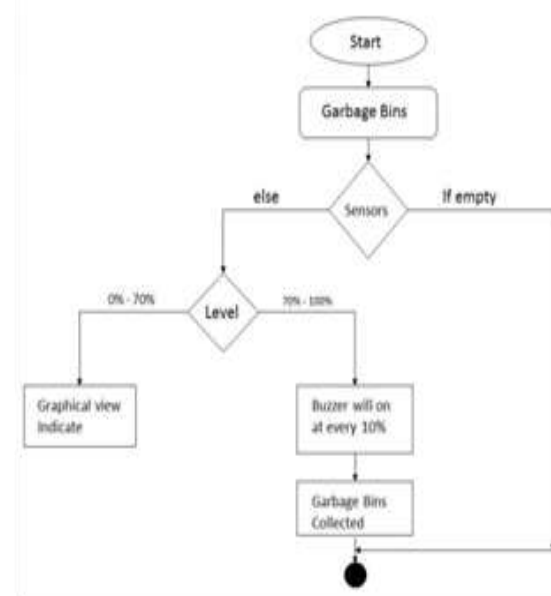 Start
Garbage Bins
Sensors
else
If empty
Level
0% - 70%
70% - 100%
Graphical view
Indicate
Buzzer will on
at every 10%
Garbage Bins
Collected